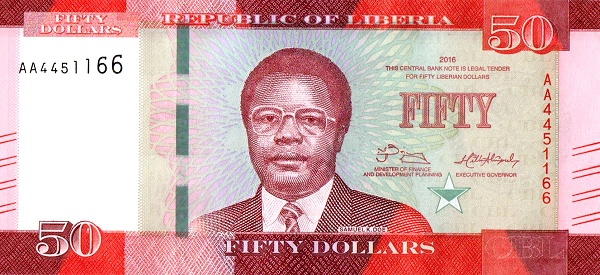 FIFTY
DOLLARS
REPUBLIC OF LIBERIA
50
AA4451166
2016
THIS CENTRAL BANK NOTE IS LEGAL TENDER
FOR FIFTY LIBERIAN DOLLARS
FIFTY
AA4451166
MINISTER OF FINANCE
AND DEVELOPMENT PLANNING
EXECUTIVE GOVERNOR
SAMUEL K. DOE
50
FIFTY DOLLARS
CBL